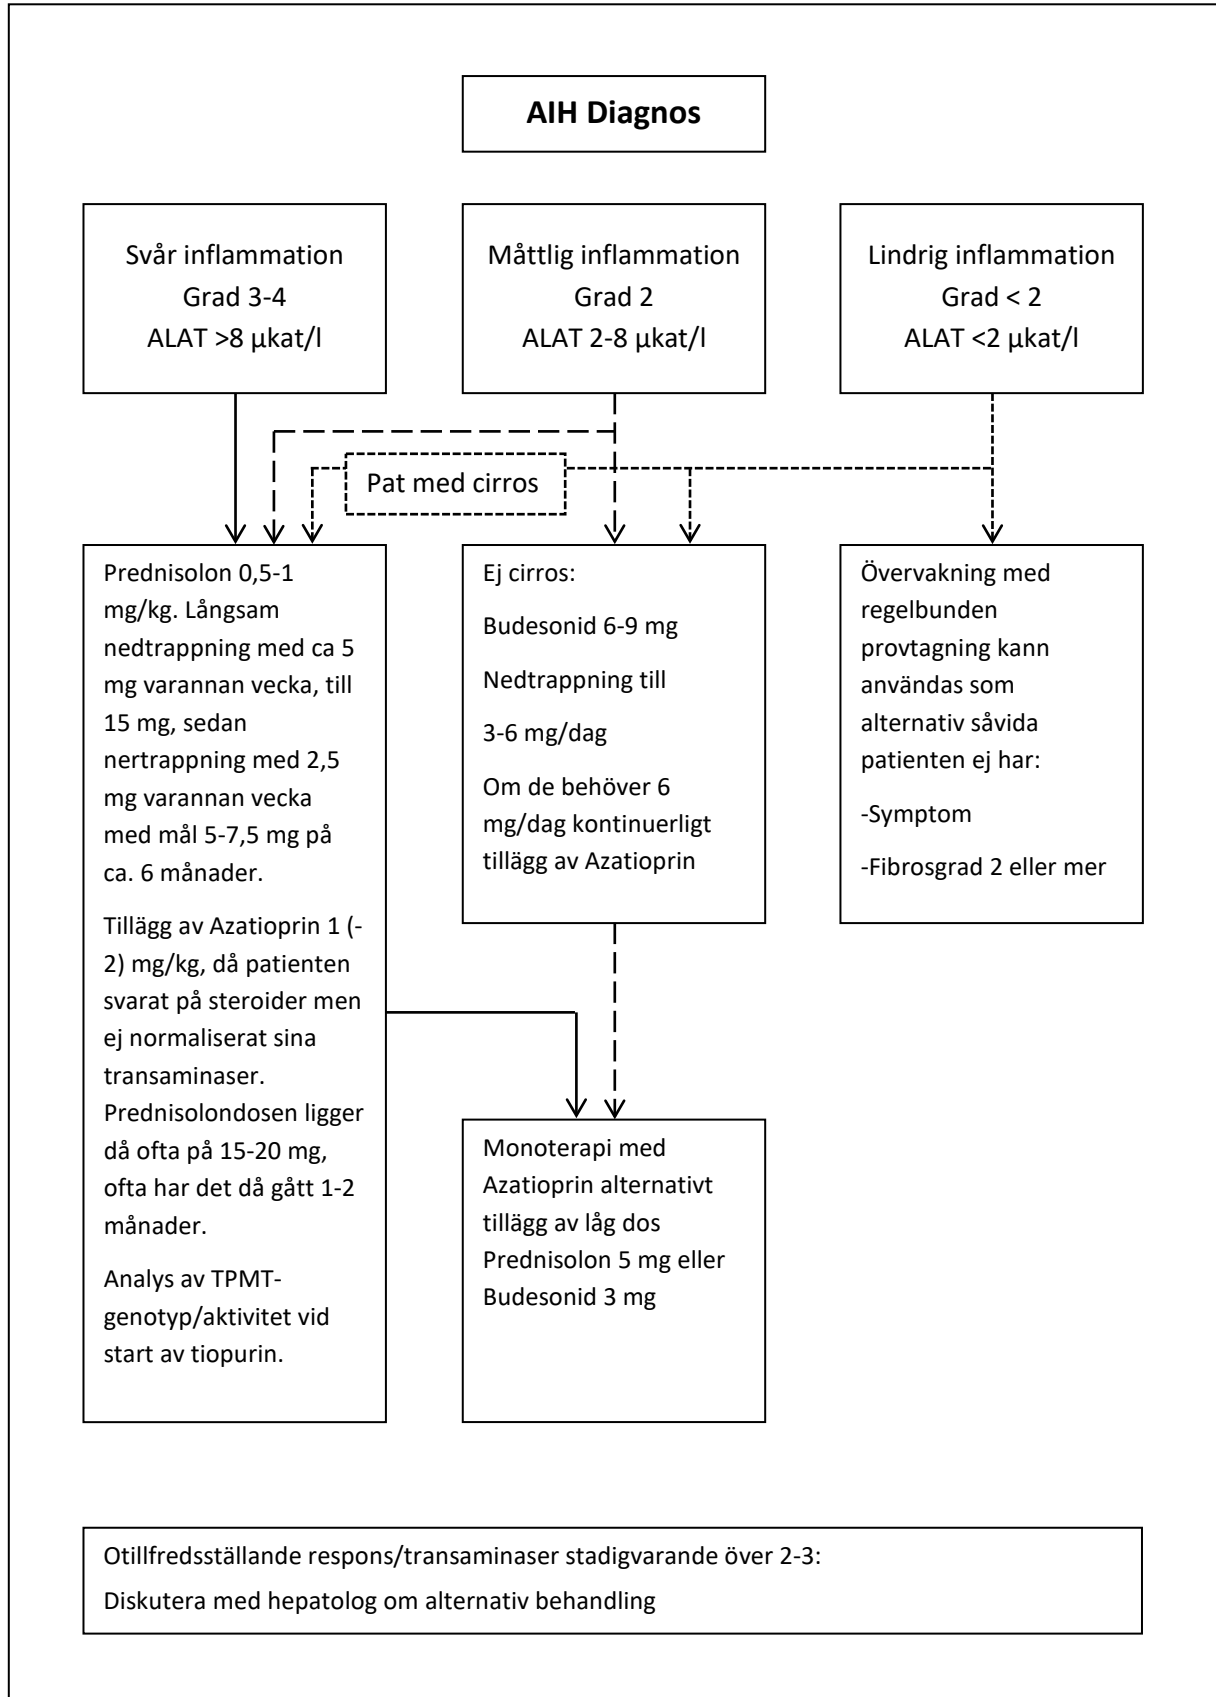 AIH Diagnos
Svår inflammation
Grad 3-4
ALAT >8 µkat/l
Måttlig inflammation
Grad 2
ALAT 2-8 µkat/l
Lindrig inflammation
Grad < 2
ALAT <2 µkat/l
Pat med cirros
Prednisolon 0,5-1
mg/kg. Långsam
nedtrappning med ca 5
mg varannan vecka, till
15 mg, sedan
nertrappning med 2,5
mg varannan vecka
med mål 5-7,5 mg på
ca. 6 månader.
Tillägg av Azatioprin 1 (-
2) mg/kg, då patienten
svarat på steroider men
ej normaliserat sina
transaminaser.
Prednisolondosen ligger
då ofta på 15-20 mg,
ofta har det då gått 1-2
månader.
Analys av TPMT-
genotyp/aktivitet vid
start av tiopurin.
Ej cirros:
Budesonid 6-9 mg
Nedtrappning till
3-6 mg/dag
Om de behöver 6
mg/dag kontinuerligt
tillägg av Azatioprin
Övervakning med
regelbunden
provtagning kann
användas som
alternativ såvida
patienten ej har:
-Symptom
-Fibrosgrad 2 eller mer
Monoterapi med
Azatioprin alternativt
tillägg av låg dos
Prednisolon 5 mg eller
Budesonid 3 mg
Otillfredsställande respons/transaminaser stadigvarande över 2-3:
Diskutera med hepatolog om alternativ behandling